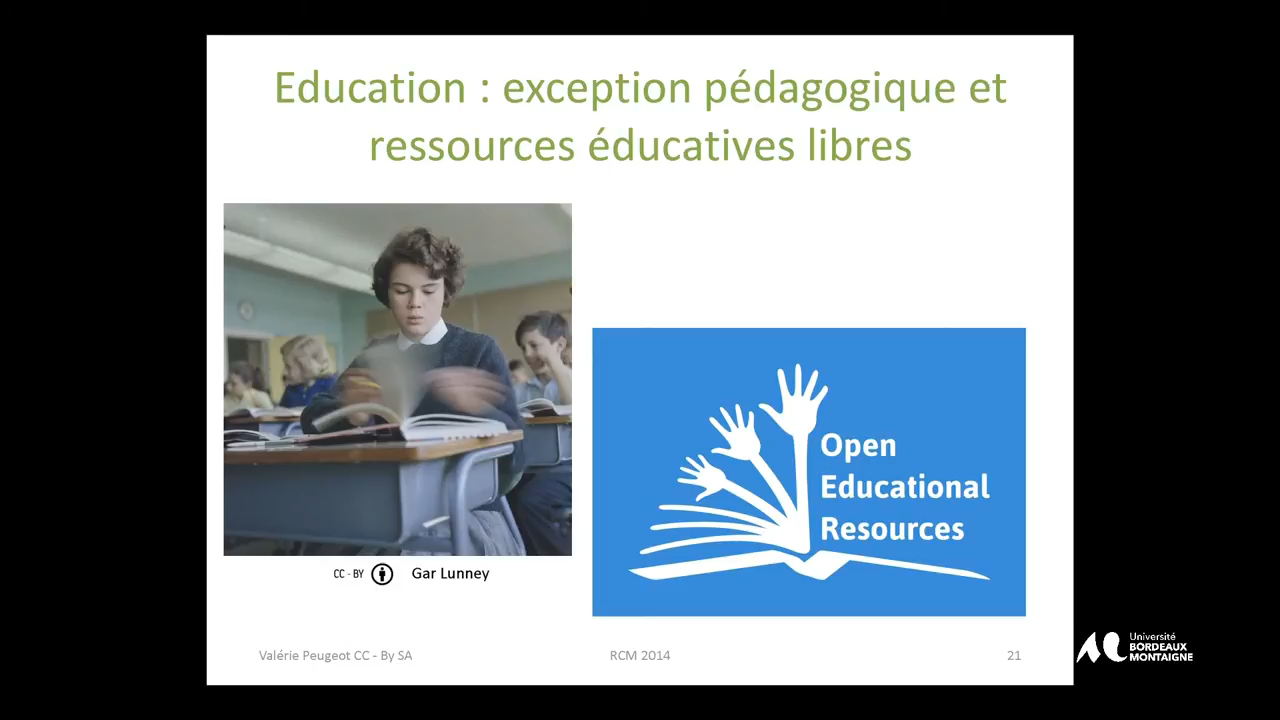 Education : exception pédagogique et
ressources éducatives libres
Open
Educational
Resources
CC - BY Gar Lunney
Valérie Peugeot CC - By SA
RCM 2014
21
Université
BORDEAUX
MONTAIGNE